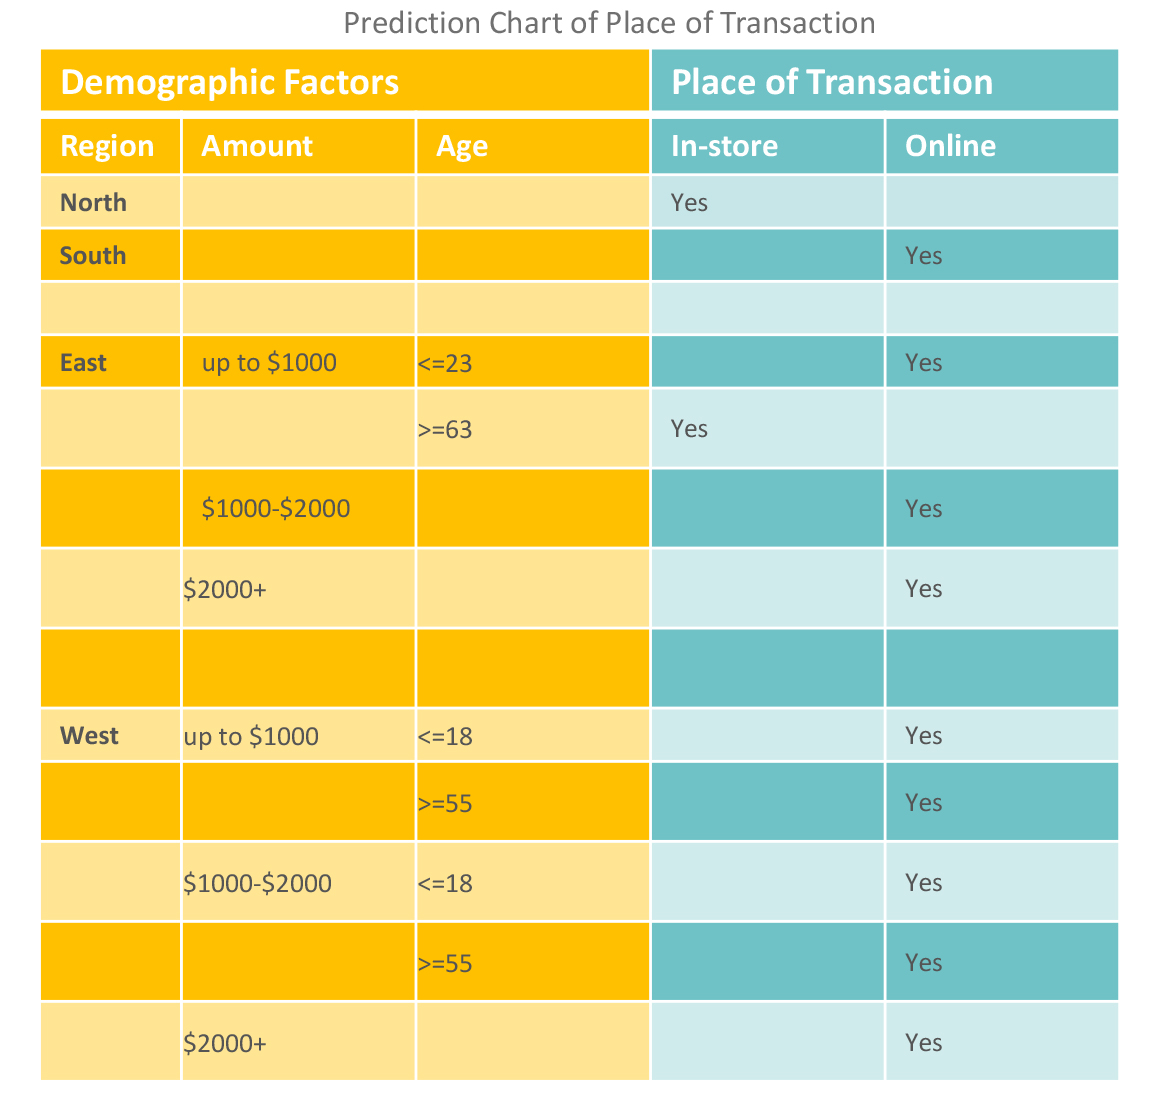 Prediction Chart of Place of Transaction
Demographic Factors Place of Transaction
Region Amount Age In-store Online
North Yes
South Yes
East up to $1000 <=23 Yes
>=63 Yes
$1000-$2000 Yes
$2000+ Yes
West up to $1000 <=18 Yes
>=55 Yes
$1000-$2000 <=18 Yes
>=55 Yes
$2000+ Yes